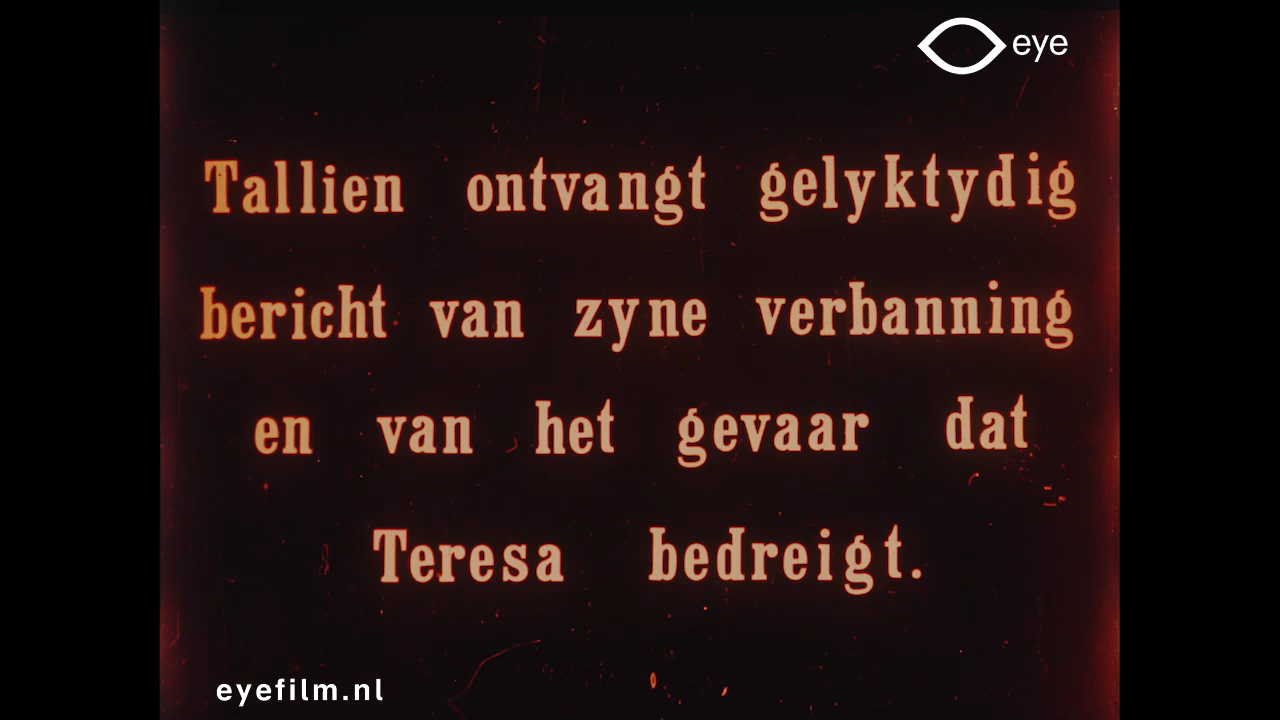 eye
Tallien ontvangt gelyktydig
bericht van zyne verbanning
en van het gevaar dat
Teresa bedreigt.
eyefilm.nl